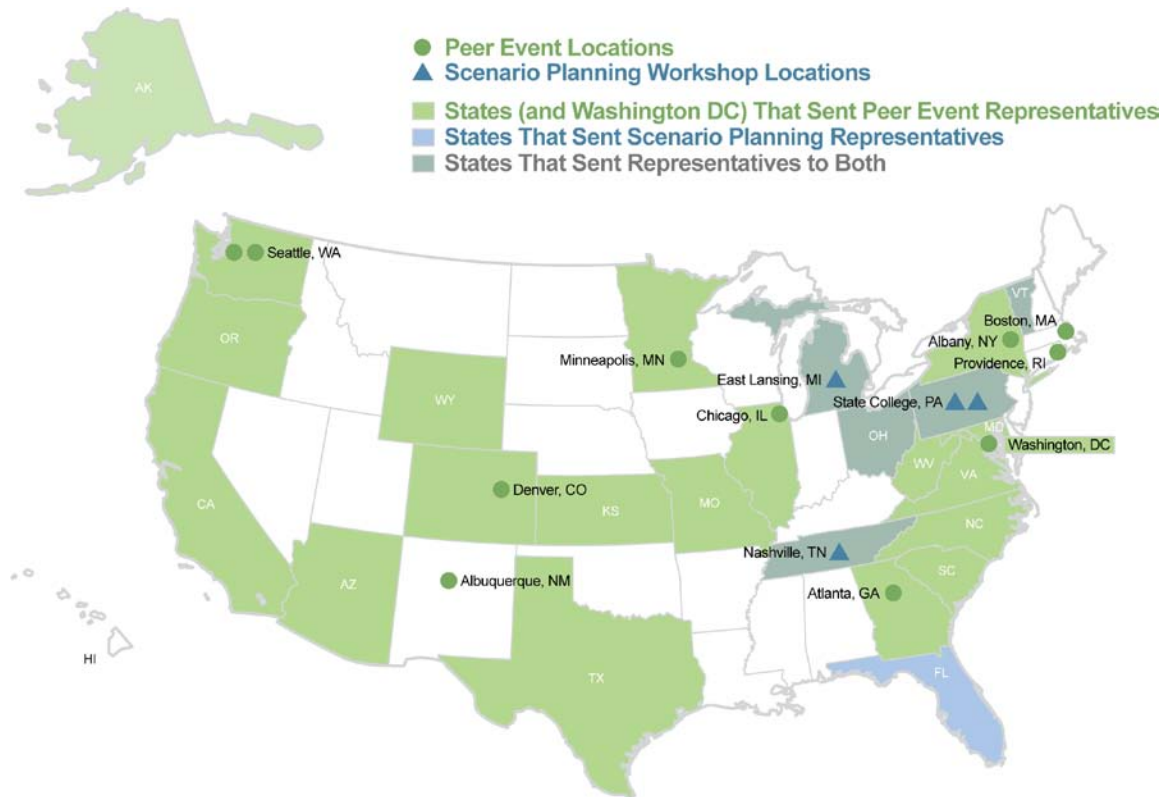 AK
Peer Event Locations
Scenario Planning Workshop Locations
States (and Washington DC) That Sent Peer Event Representatives
States That Sent Scenario Planning Representatives
States That Sent Representatives to Both
Seattle, WA
VT
Boston, MA
OR
Albany, NY
Minneapolis, MN
Providence, RI
WY
East Lansing, MI
State College, PA
Chicago, IL
MD
OH
Washington, DC
WV
VA
Denver, CO
CA
KS
MO
NC
Nashville, TN
SC
AZ
Albuquerque, NM
Atlanta, GA
HI
FL
TX